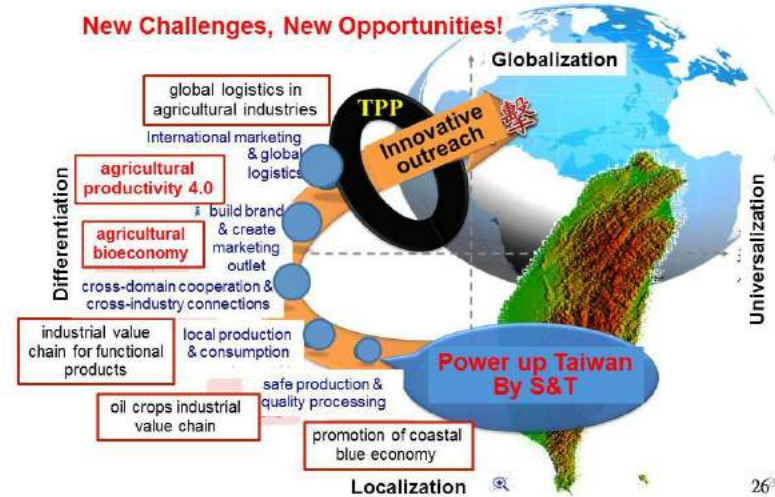 New Challenges, New Opportunities!
Globalization
global logistics in
agricultural industries
TPP
Innovative
outreach
擊
International marketing
& global
logistics
agricultural
productivity 4.0
build brand
& create
marketing
outlet
agricultural
bioeconomy
Differentiation
Universalization
cross-domain cooperation &
cross-industry connections
industrial value
chain for functional
products
local production
& consumption
Power up Taiwan
By S&T
safe production &
quality processing
oil crops industrial
value chain
promotion of coastal
blue economy
Localization
26